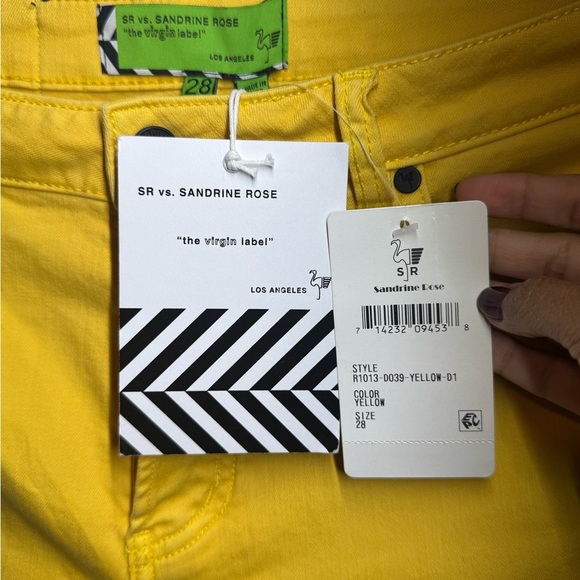 SR vs. SANDRINE ROSE
"the virgin label"
LOS ANGELES
28
SR vs. SANDRINE ROSE
"the virgin label"
LOS ANGELES
S R
Sandrine Rose
7 14232 09453 8
STYLE
R1013-D039-YELLOW-D1
COLOR
YELLOW
SIZE
28